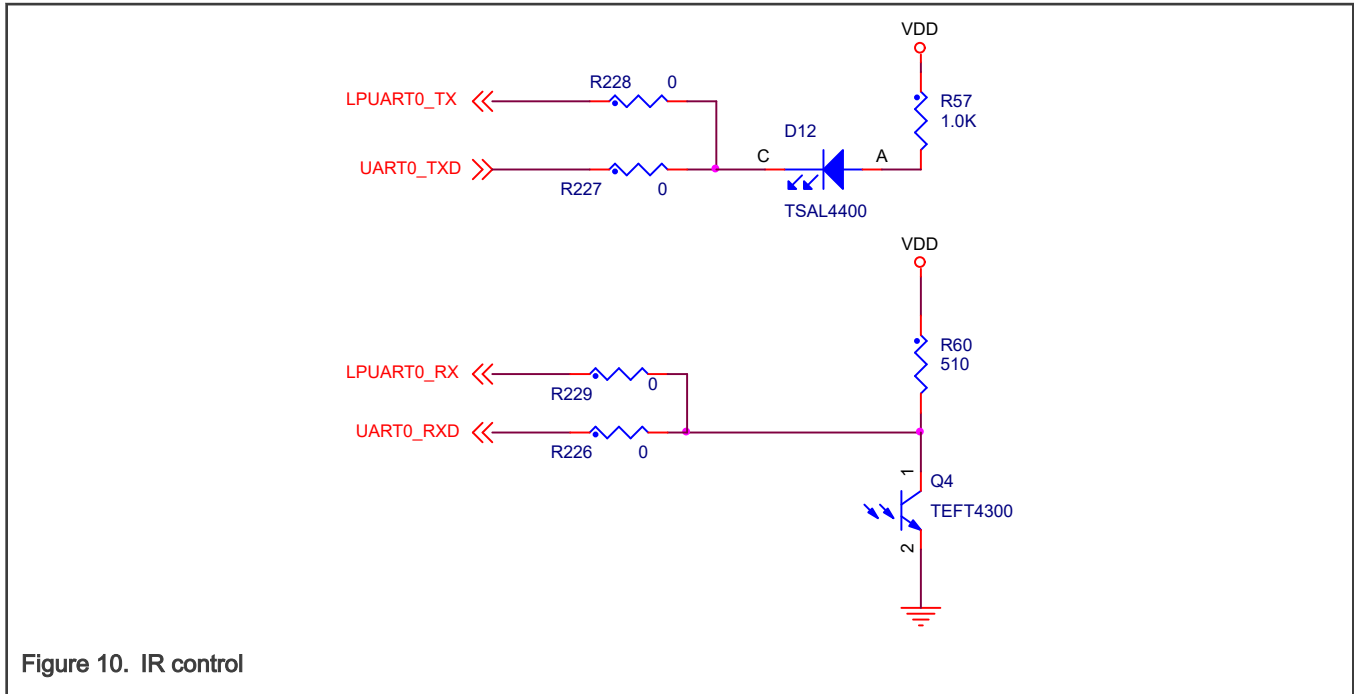 VDD
R228 0
LPUART0_TX
R57
1.0K
D12
C A
UART0_TXD
R227 0
TSAL4400
VDD
R60
510
LPUART0_RX
R229 0
UART0_RXD
R226 0
1
Q4
TEFT4300
2
Figure 10. IR control